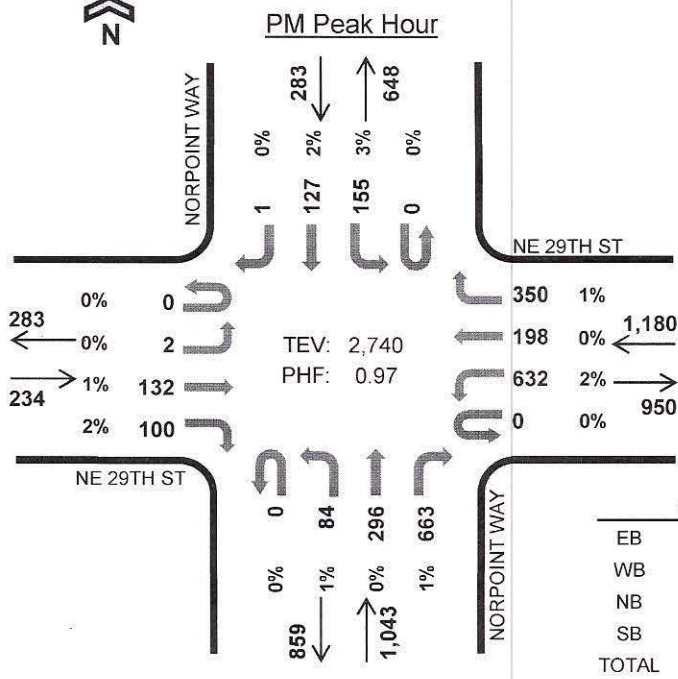 N
PM Peak Hour
283 648
NORPOINT WAY
0% 2% 3% 0%
1 127 155 0
NE 29TH ST
0% 0
283 0% 2
234 1% 132
2% 100
TEV: 2,740
PHF: 0.97
350 1%
198 0% 1,180
632 2%
0 0% 950
NE 29TH ST
0 84 296 663
0% 1% 0% 1%
859 1,043
NORPOINT WAY
EB
WB
NB
SB
TOTAL